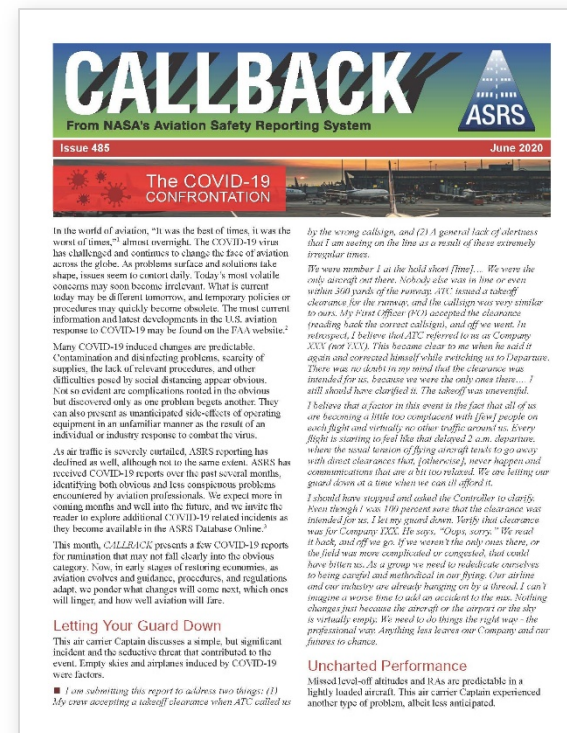 CALLBACK
From NASA's Aviation Safety Reporting System
ASRS
Issue 485
June 2020
The COVID-19
CONFRONTATION
In the world of aviation, "It was the best of times, it was the
worst of times,"1 almost overnight. The COVID-19 virus
has challenged and continues to change the face of aviation
across the globe. As problems surface and solutions take
shape, issues seem to contort daily. Today's most volatile
concerns may soon become irrelevant. What is current
today may be different tomorrow, and temporary policies or
procedures may quickly become obsolete. The most current
information and latest developments in the U.S. aviation
response to COVID-19 may be found on the FAA website.2
Many COVID-19 induced changes are predictable.
Contamination and disinfecting problems, scarcity of
supplies, the lack of relevant procedures, and other
difficulties posed by social distancing appear obvious.
Not so evident are complications rooted in the obvious
but discovered only as one problem begets another. They
can also present as unanticipated side-effects of operating
equipment in an unfamiliar manner as the result of an
individual or industry response to combat the virus.
As air traffic is severely curtailed, ASRS reporting has
declined as well, although not to the same extent. ASRS has
received COVID-19 reports over the past several months,
identifying both obvious and less conspicuous problems
encountered by aviation professionals. We expect more in
coming months and well into the future, and we invite the
reader to explore additional COVID-19 related incidents as
they become available in the ASRS Database Online.3
This month, CALLBACK presents a few COVID-19 reports
for rumination that may not fall clearly into the obvious
category. Now, in early stages of restoring economies, as
aviation evolves and guidance, procedures, and regulations
adapt, we ponder what changes will come next, which ones
will linger, and how well aviation will fare.
Letting Your Guard Down
This air carrier Captain discusses a simple, but significant
incident and the seductive threat that contributed to the
event. Empty skies and airplanes induced by COVID-19
were factors.
■ I am submitting this report to address two things: (1)
My crew accepting a takeoff clearance when ATC called us
by the wrong callsign, and (2) A general lack of alertness
that I am seeing on the line as a result of these extremely
irregular times.
We were number 1 at the hold short [line]… We were the
only aircraft out there. Nobody else was in line or even
within 500 yards of the runway. ATC issued a takeoff
clearance for the runway, and the callsign was very similar
to ours. My First Officer (FO) accepted the clearance
(reading back the correct callsign), and off we went. In
retrospect, I believe that ATC referred to us as Company
XXX (not YXX). This became clear to me when he said it
again and corrected himself while switching us to Departure.
There was no doubt in my mind that the clearance was
intended for us, because we were the only ones there…. I
still should have clarified it. The takeoff was uneventful.
I believe that a factor in this event is the fact that all of us
are becoming a little too complacent with [few] people on
each flight and virtually no other traffic around us. Every
flight is starting to feel like that delayed 2 a.m. departure,
where the usual tension of flying aircraft tends to go away
with direct clearances that, [otherwise], never happen and
communications that are a bit too relaxed. We are letting our
guard down at a time when we can ill afford it.
I should have stopped and asked the Controller to clarify.
Even though I was 100 percent sure that the clearance was
intended for us, I let my guard down. Verify that clearance
was for Company YXX. He says, "Oops, sorry." We read
it back, and off we go. If we weren't the only ones there, or
the field was more complicated or congested, that could
have bitten us. As a group we need to rededicate ourselves
to being careful and methodical in our flying. Our airline
and our industry are already hanging on by a thread. I can't
imagine a worse time to add an accident to the mix. Nothing
changes just because the aircraft or the airport or the sky
is virtually empty. We need to do things the right way - the
professional way. Anything less leaves our Company and our
futures to chance.
Uncharted Performance
Missed level-off altitudes and RAs are predictable in a
lightly loaded aircraft. This air carrier Captain experienced
another type of problem, albeit less anticipated.